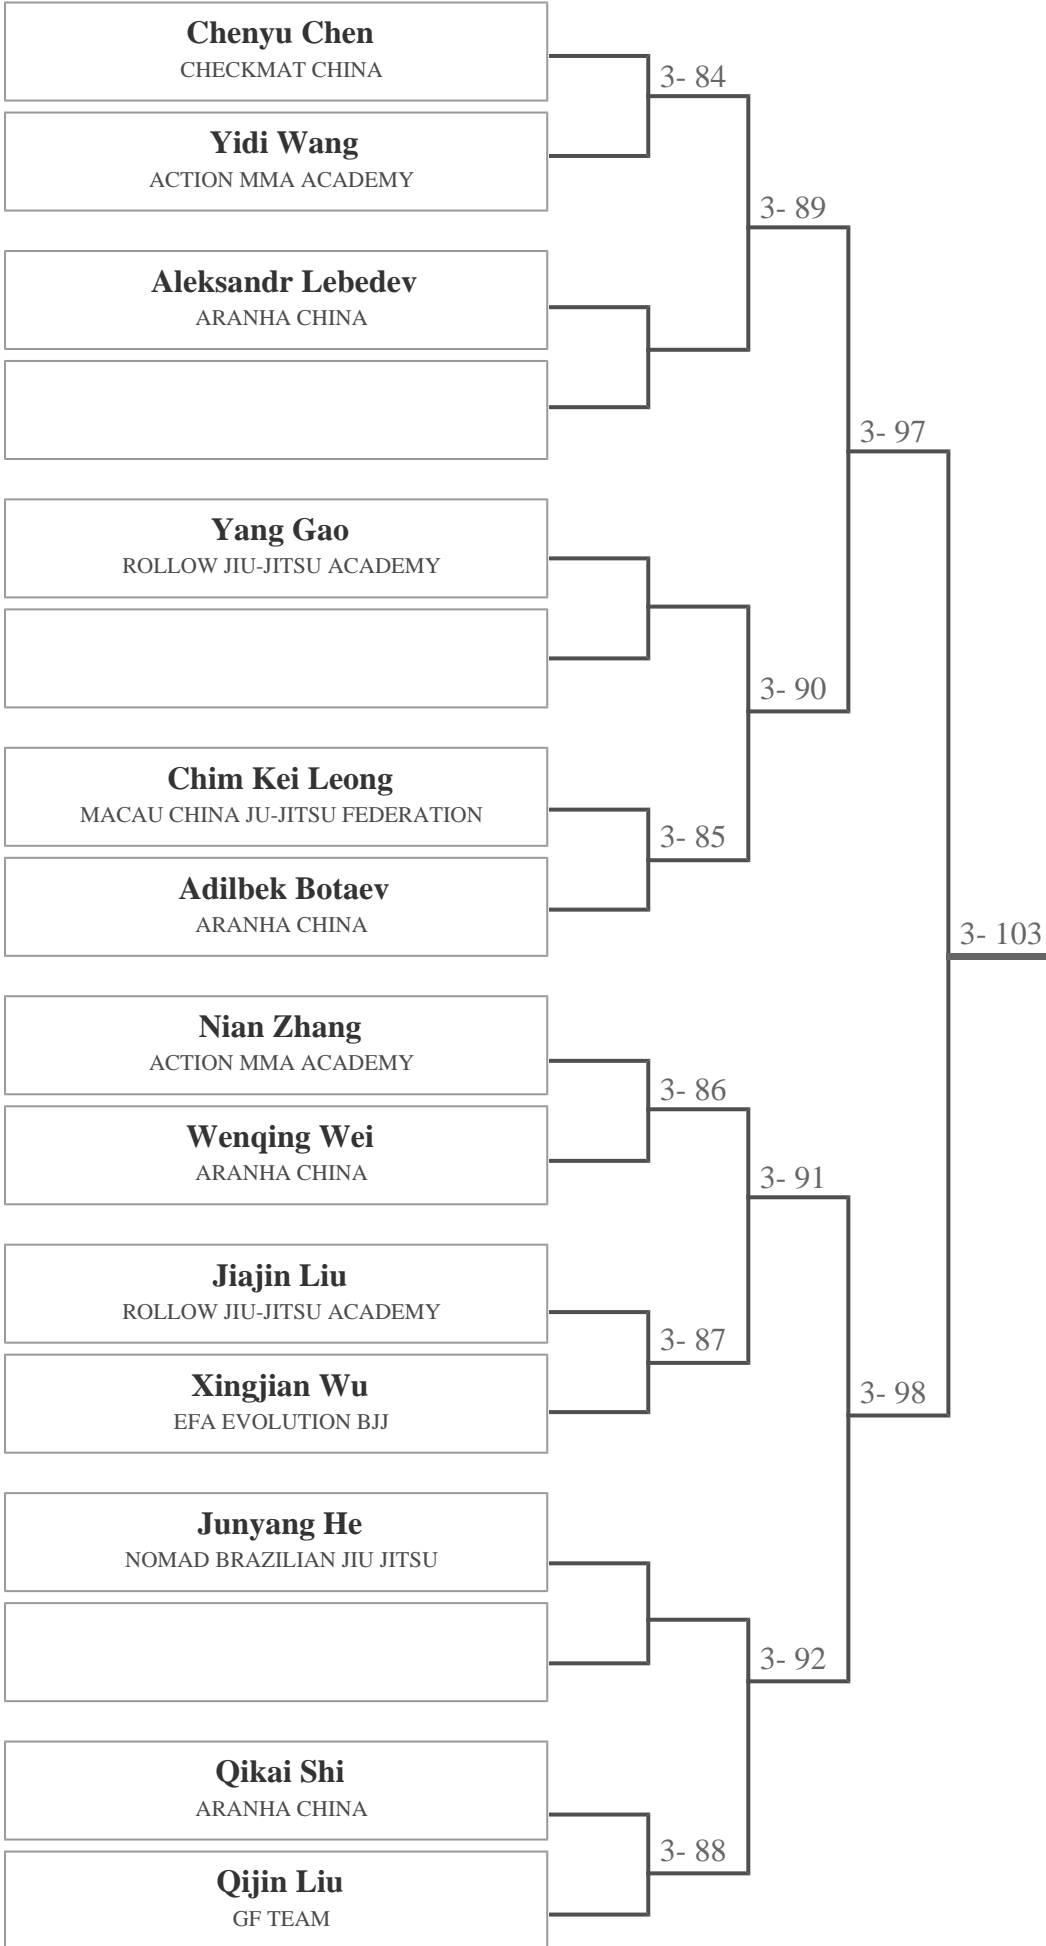 Chenyu Chen
CHECKMAT CHINA
3- 84
Yidi Wang
ACTION MMA ACADEMY
3- 89
Aleksandr Lebedev
ARANHA CHINA
3- 97
Yang Gao
ROLLOW JIU-JITSU ACADEMY
3- 90
Chim Kei Leong
MACAU CHINA JU-JITSU FEDERATION
3- 85
Adilbek Botaev
ARANHA CHINA
3- 103
Nian Zhang
ACTION MMA ACADEMY
3- 86
Wenqing Wei
ARANHA CHINA
3- 91
Jiajin Liu
ROLLOW JIU-JITSU ACADEMY
3- 87
Xingjian Wu
EFA EVOLUTION BJJ
3- 98
Junyang He
NOMAD BRAZILIAN JIU JITSU
3- 92
Qikai Shi
ARANHA CHINA
3- 88
Qijin Liu
GF TEAM